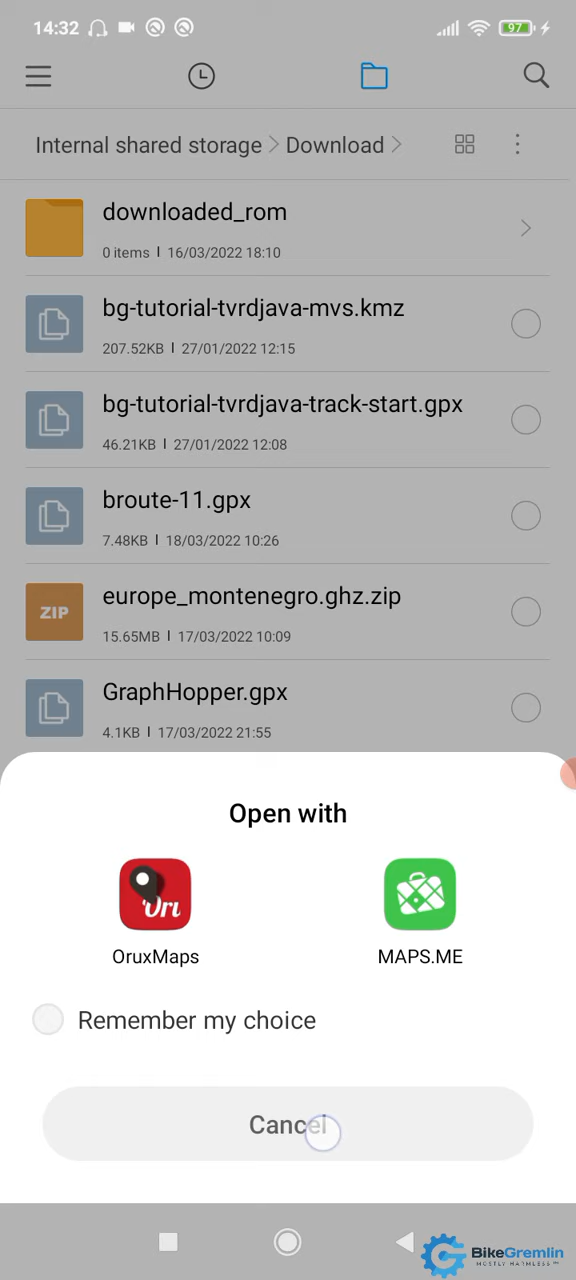 14:32
97
Internal shared storage
Download
downloaded_rom
0 items | 16/03/2022 18:10
bg-tutorial-tvrdjava-mvs.kmz
207.52KB | 27/01/2022 12:15
bg-tutorial-tvrdjava-track-start.gpx
46.21KB | 27/01/2022 12:08
broute-11.gpx
7.48KB | 18/03/2022 10:26
ZIP
europe_montenegro.ghz.zip
15.65MB | 17/03/2022 10:09
GraphHopper.gpx
4.1KB | 17/03/2022 21:55
Open with
Oru
OruxMaps
MAPS.ME
Remember my choice
Cancel
BikeGremlin
MOSTLY HARMLESS™